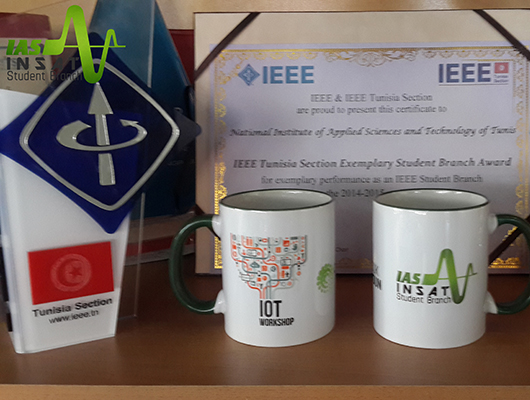 IAS
INSAT
Student Branch
IEEE
IEEE
IEEE & IEEE Tunisia Section
are proud to present this certificate to
National Institute of Applied Sciences and Technology of Tunis
IEEE Tunisia Section Exemplary Student Branch Award
for exemplary performance as an IEEE Student Branch
2014-2015
Tunisia Section
www.ieee.tn
IOT
WORKSHOP
IAS
INSAT
Student Branch